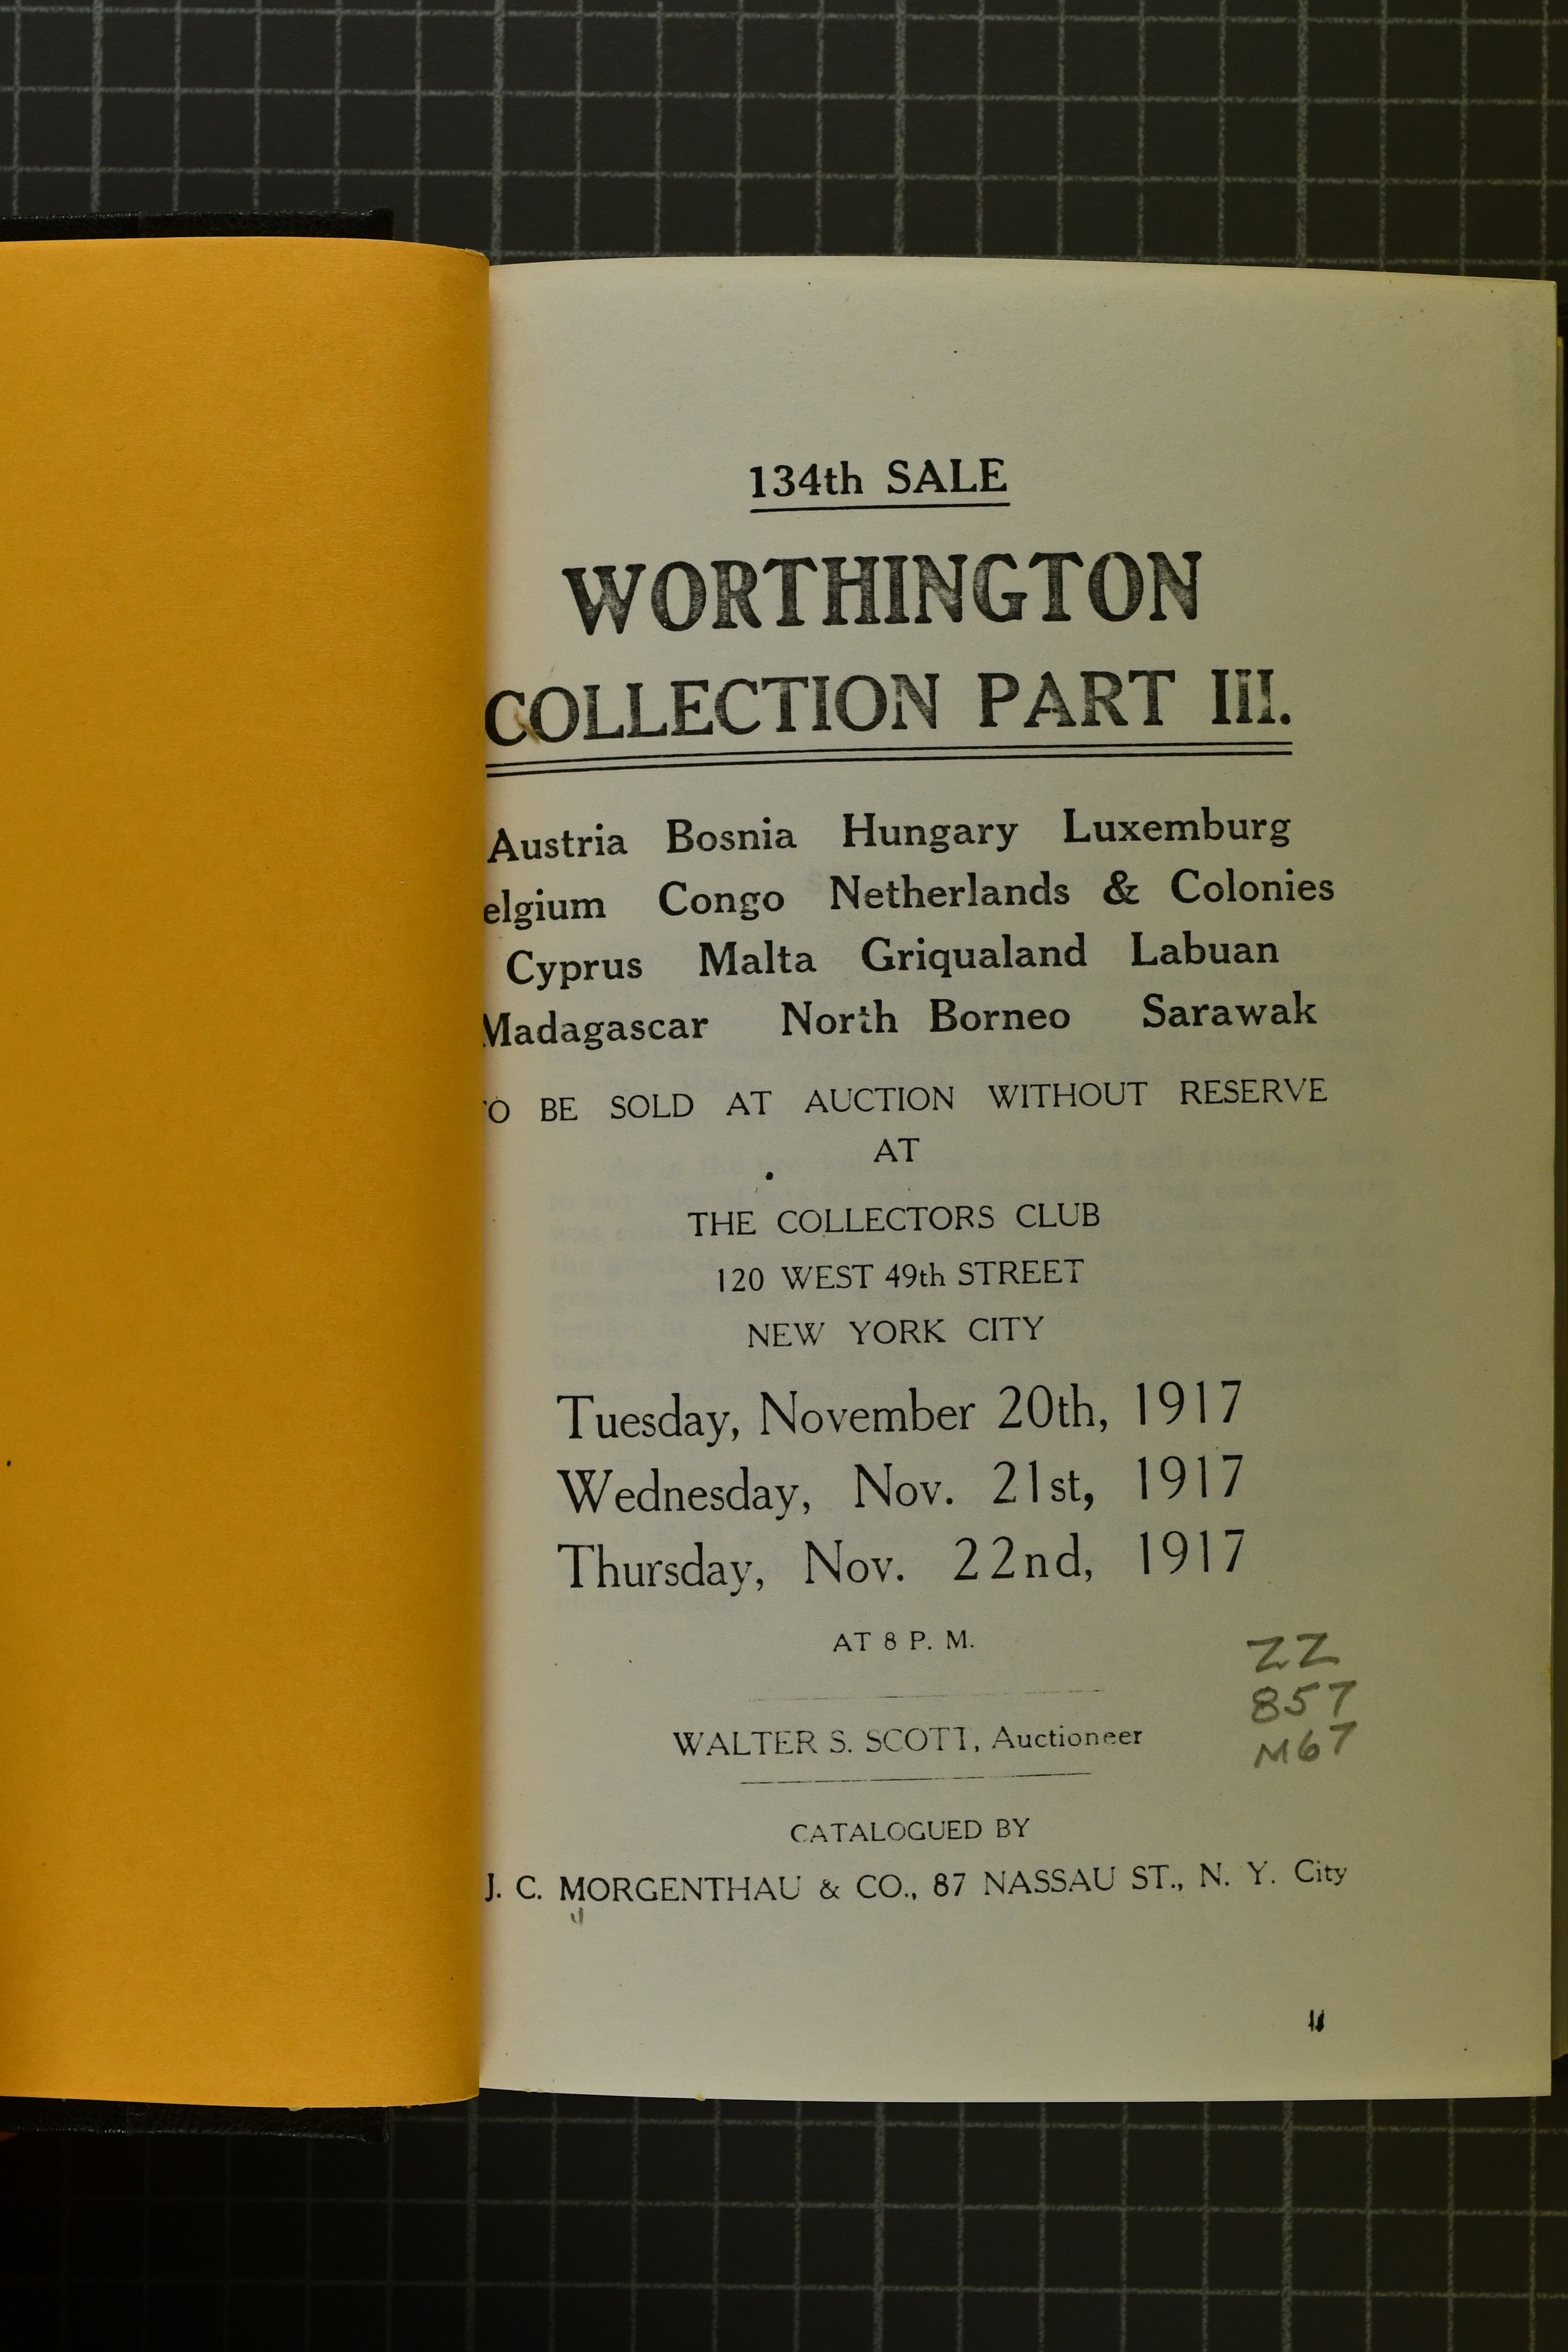 134th SALE
WORTHINGTON
COLLECTION PART III.
Austria Bosnia Hungary Luxemburg
elgium Congo Netherlands & Colonies
Cyprus Malta Griqualand Labuan
Madagascar North Borneo Sarawak
TO BE SOLD AT AUCTION WITHOUT RESERVE
AT
THE COLLECTORS CLUB
120 WEST 49th STREET
NEW YORK CITY
Tuesday, November 20th, 1917
Wednesday, Nov. 21st, 1917
Thursday, Nov. 22nd, 1917
AT 8 P. M.
ZZ
857
M67
WALTER S. SCOTT, Auctioneer
CATALOGUED BY
J. C. MORGENTHAU & CO., 87 NASSAU ST., N. Y. City